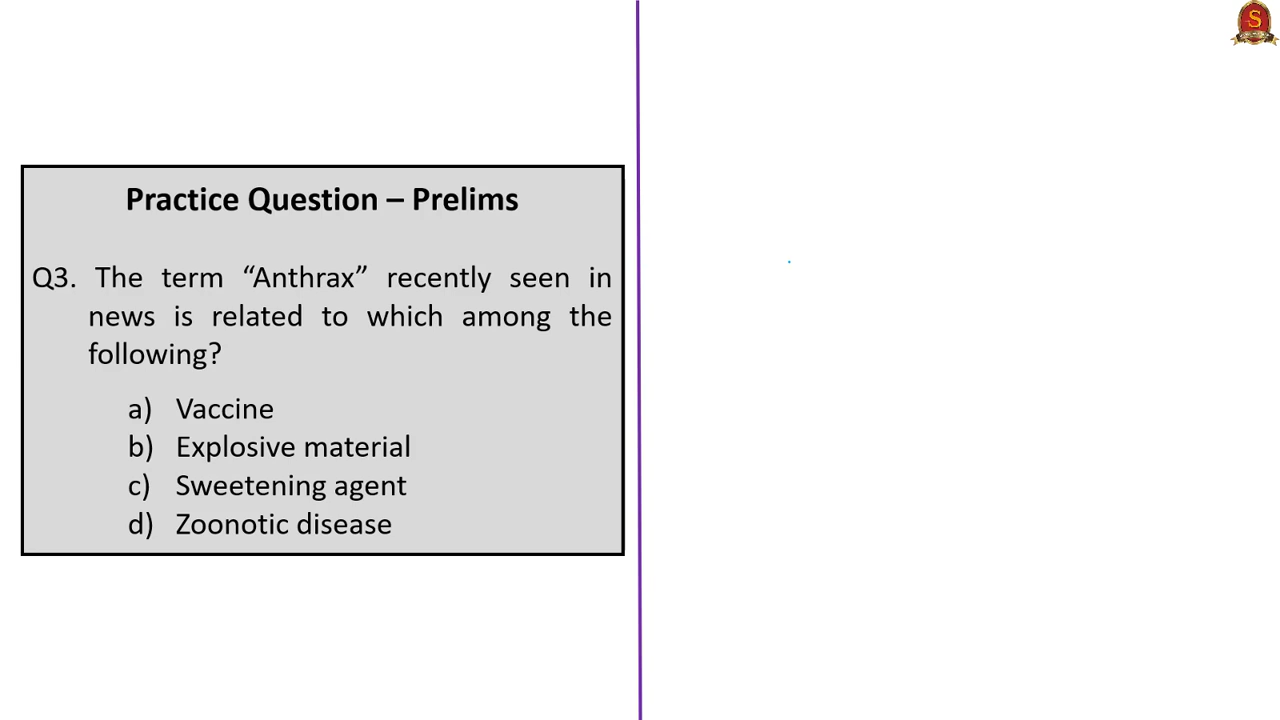 S
Practice Question – Prelims
Q3. The term “Anthrax” recently seen in
news is related to which among the
following?
a) Vaccine
b) Explosive material
c) Sweetening agent
d) Zoonotic disease